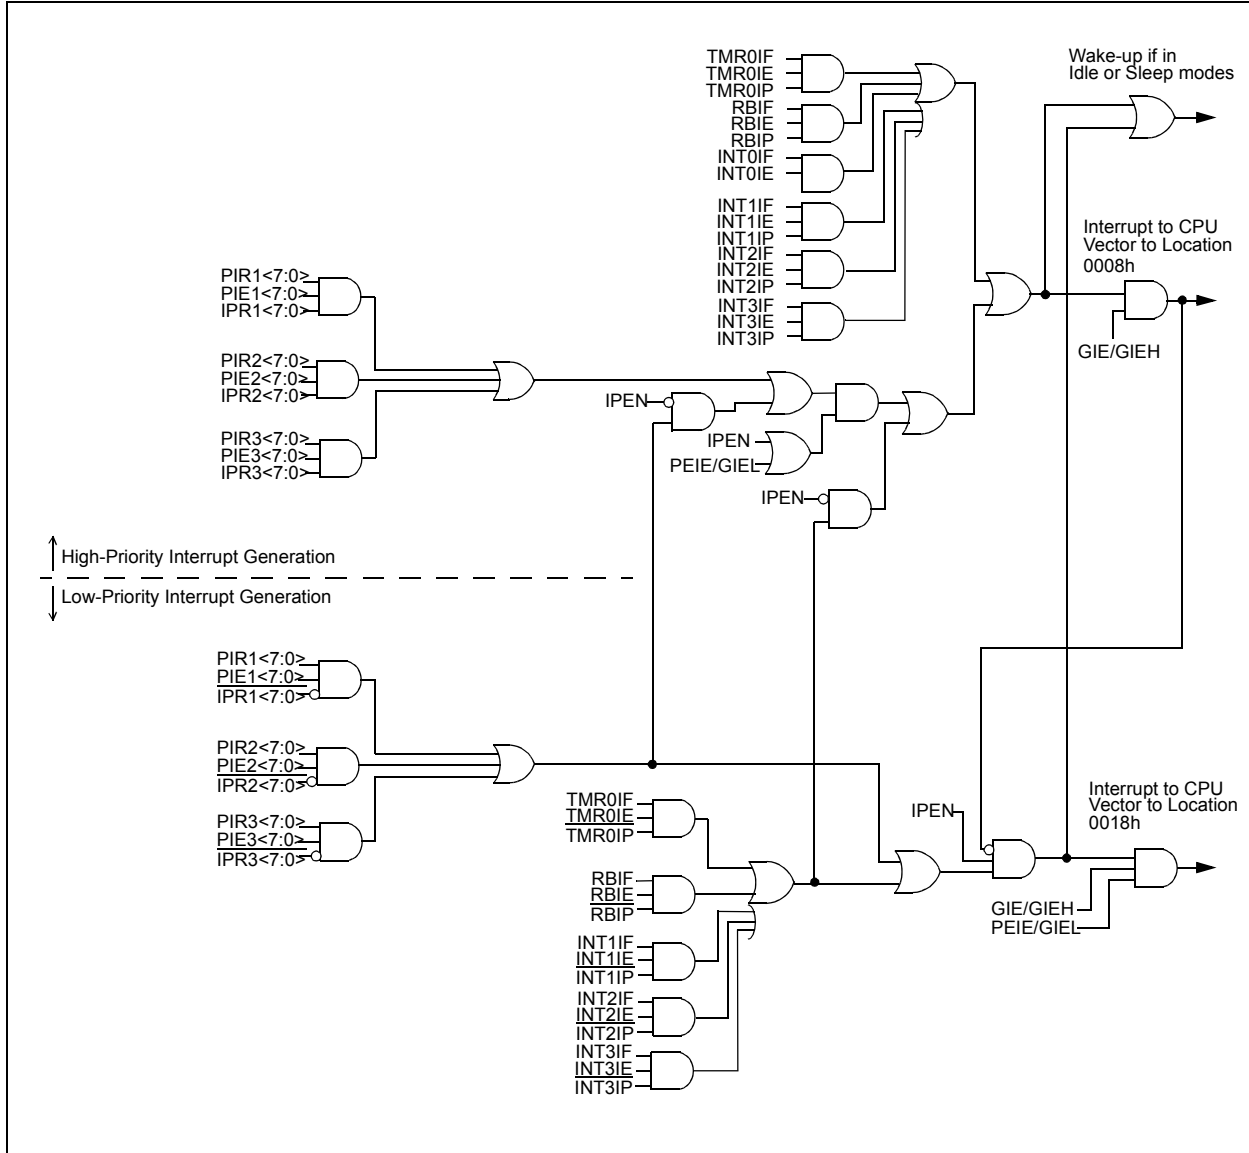 TMR0IF
TMR0IE
TMR0IP
RBIF
RBIE
RBIP
INT0IF
INT0IE
INT1IF
INT1IE
INT1IP
INT2IF
INT2IE
INT2IP
INT3IF
INT3IE
INT3IP
Wake-up if in
Idle or Sleep modes
Interrupt to CPU
Vector to Location
0008h
GIE/GIEH
PIR1<7:0>
PIE1<7:0>
IPR1<7:0>
PIR2<7:0>
PIE2<7:0>
IPR2<7:0>
PIR3<7:0>
PIE3<7:0>
IPR3<7:0>
IPEN
IPEN
PEIE/GIEL
IPEN
High-Priority Interrupt Generation
Low-Priority Interrupt Generation
PIR1<7:0>
PIE1<7:0>
IPR1<7:0>
PIR2<7:0>
PIE2<7:0>
IPR2<7:0>
PIR3<7:0>
PIE3<7:0>
IPR3<7:0>
TMR0IF
TMR0IE
TMR0IP
RBIF
RBIE
RBIP
INT1IF
INT1IE
INT1IP
INT2IF
INT2IE
INT2IP
INT3IF
INT3IE
INT3IP
IPEN
Interrupt to CPU
Vector to Location
0018h
GIE/GIEH
PEIE/GIEL